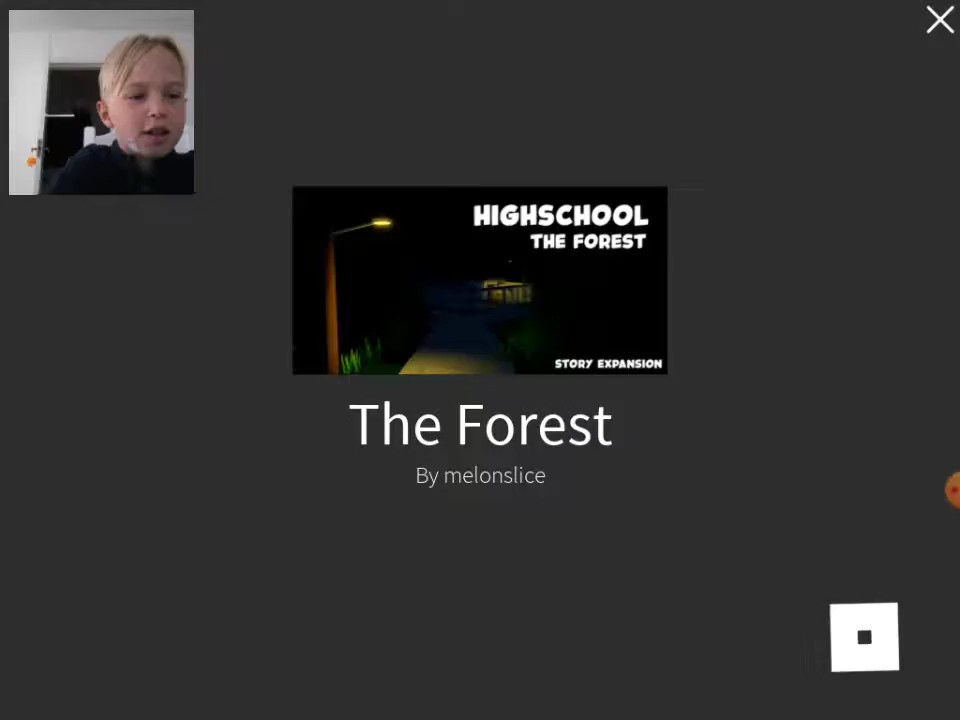 HIGHSCHOOL
THE FOREST
STORY EXPANSION
The Forest
By melonslice